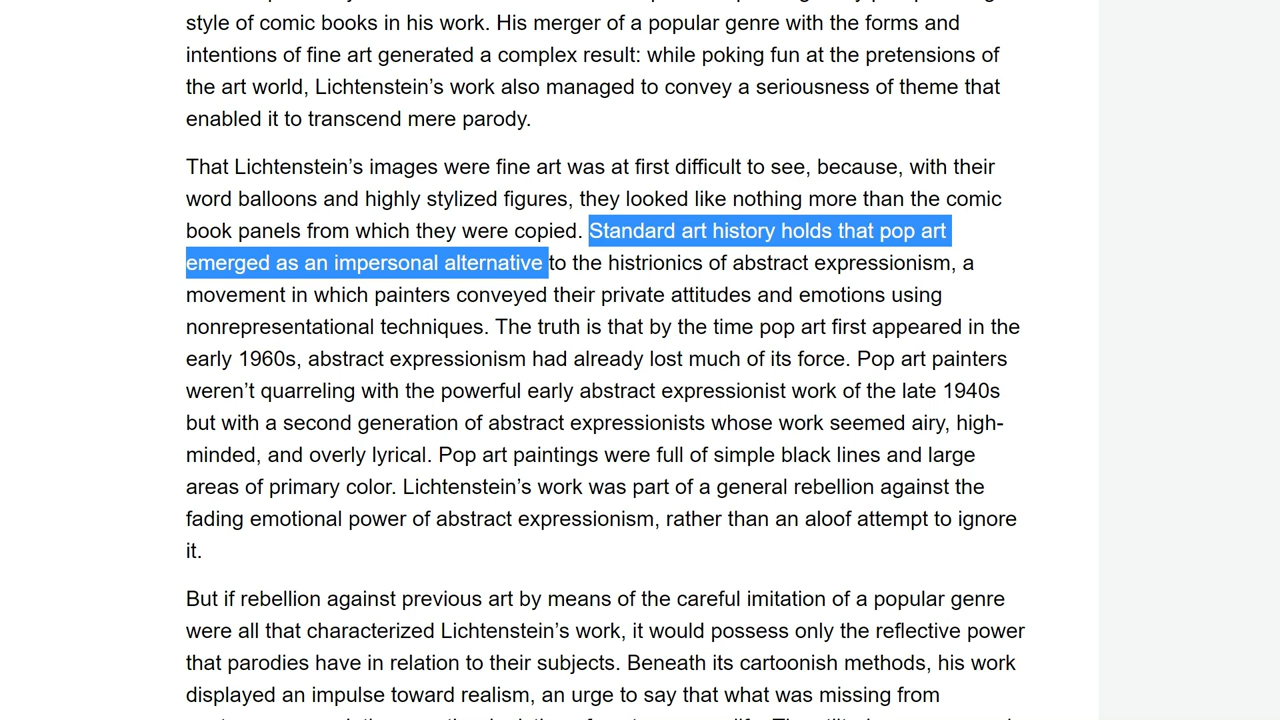 style of comic books in his work. His merger of a popular genre with the forms and
intentions of fine art generated a complex result: while poking fun at the pretensions of
the art world, Lichtenstein’s work also managed to convey a seriousness of theme that
enabled it to transcend mere parody.
That Lichtenstein’s images were fine art was at first difficult to see, because, with their
word balloons and highly stylized figures, they looked like nothing more than the comic
book panels from which they were copied. Standard art history holds that pop art
emerged as an impersonal alternative to the histrionics of abstract expressionism, a
movement in which painters conveyed their private attitudes and emotions using
nonrepresentational techniques. The truth is that by the time pop art first appeared in the
early 1960s, abstract expressionism had already lost much of its force. Pop art painters
weren’t quarreling with the powerful early abstract expressionist work of the late 1940s
but with a second generation of abstract expressionists whose work seemed airy, high-
minded, and overly lyrical. Pop art paintings were full of simple black lines and large
areas of primary color. Lichtenstein’s work was part of a general rebellion against the
fading emotional power of abstract expressionism, rather than an aloof attempt to ignore
it.
But if rebellion against previous art by means of the careful imitation of a popular genre
were all that characterized Lichtenstein’s work, it would possess only the reflective power
that parodies have in relation to their subjects. Beneath its cartoonish methods, his work
displayed an impulse toward realism, an urge to say that what was missing from